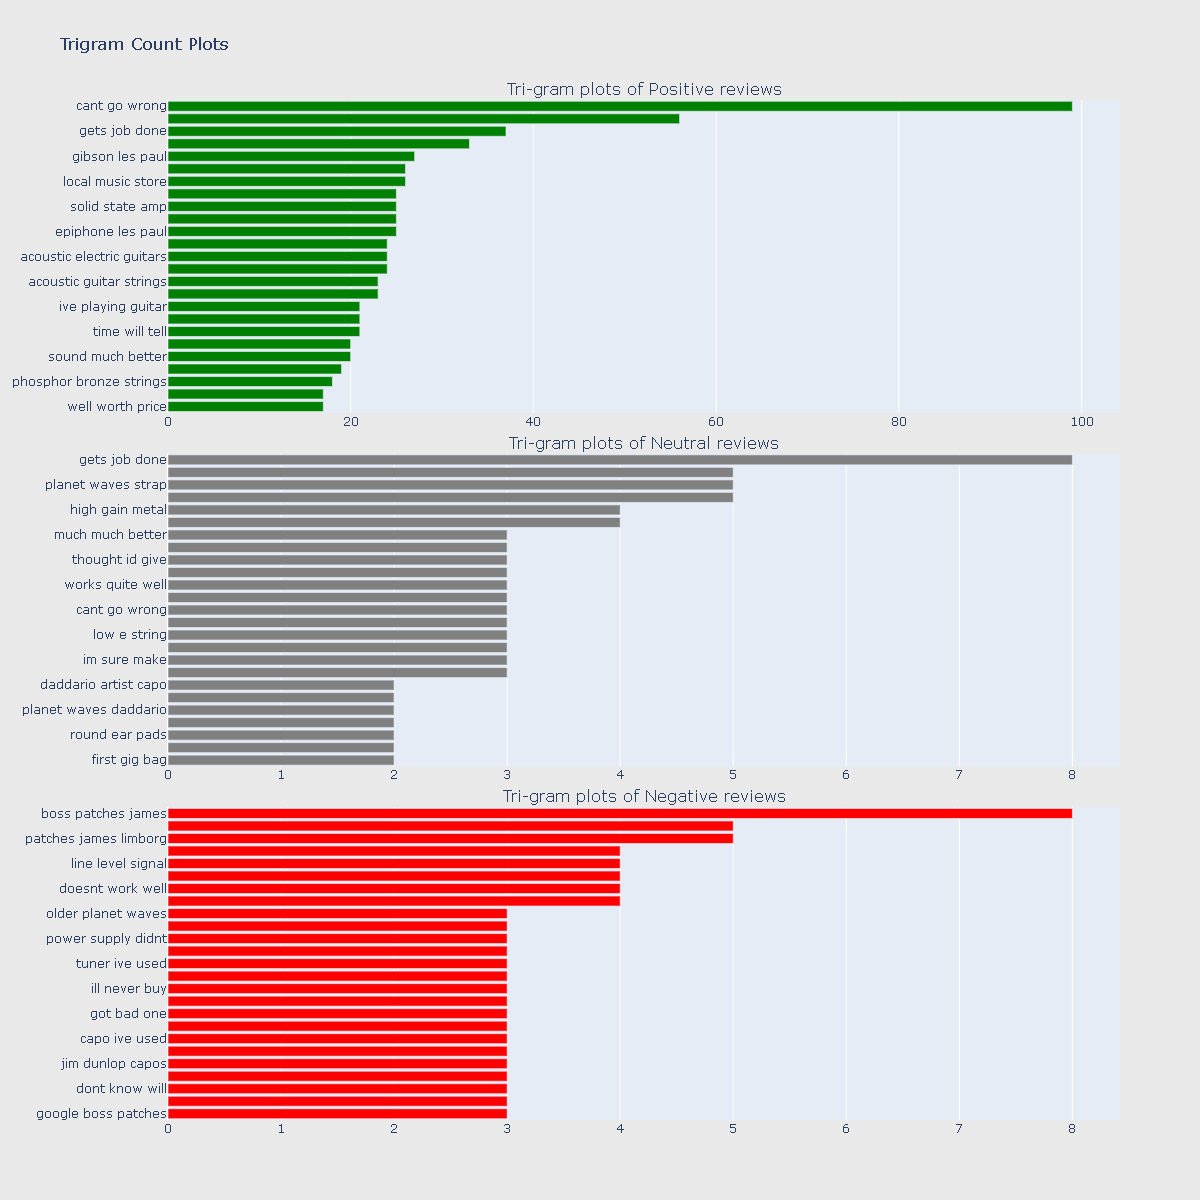 Trigram Count Plots
Tri-gram plots of Positive reviews
cant go wrong
gets job done
gibson les paul
local music store
solid state amp
epiphone les paul
acoustic electric guitars
acoustic guitar strings
ive playing guitar
time will tell
sound much better
phosphor bronze strings
well worth price
0 20 40 60 80 100
Tri-gram plots of Neutral reviews
gets job done
planet waves strap
high gain metal
much much better
thought id give
works quite well
cant go wrong
low e string
im sure make
daddario artist capo
planet waves daddario
round ear pads
first gig bag
0 1 2 3 4 5 6 7 8
Tri-gram plots of Negative reviews
boss patches james
patches james limborg
line level signal
doesnt work well
older planet waves
power supply didnt
tuner ive used
ill never buy
got bad one
capo ive used
jim dunlop capos
dont know will
google boss patches
0 1 2 3 4 5 6 7 8